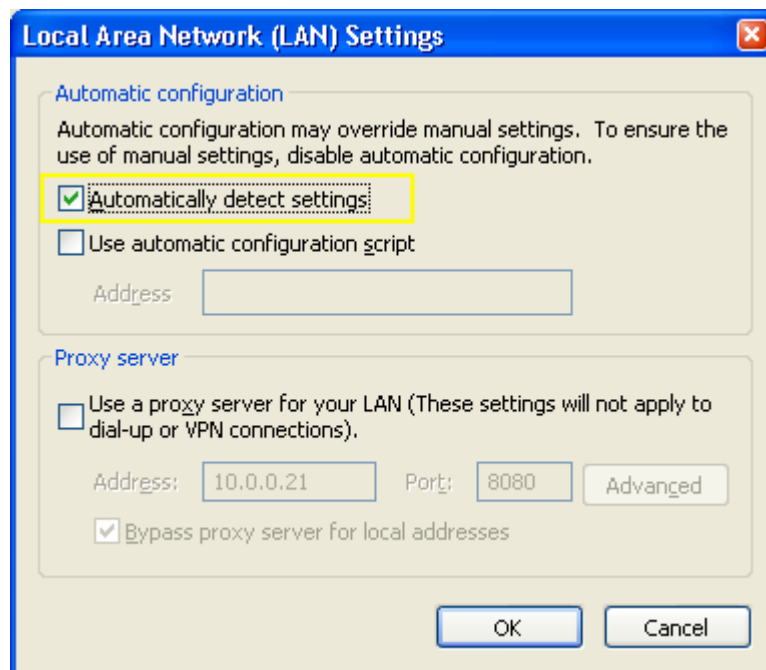 Local Area Network (LAN) Settings
Automatic configuration
Automatic configuration may override manual settings.  To ensure the
use of manual settings, disable automatic configuration.
Automatically detect settings
Use automatic configuration script
Address
Proxy server
Use a proxy server for your LAN (These settings will not apply to
dial-up or VPN connections).
Address: 10.0.0.21 Port: 8080 Advanced
Bypass proxy server for local addresses
OK Cancel